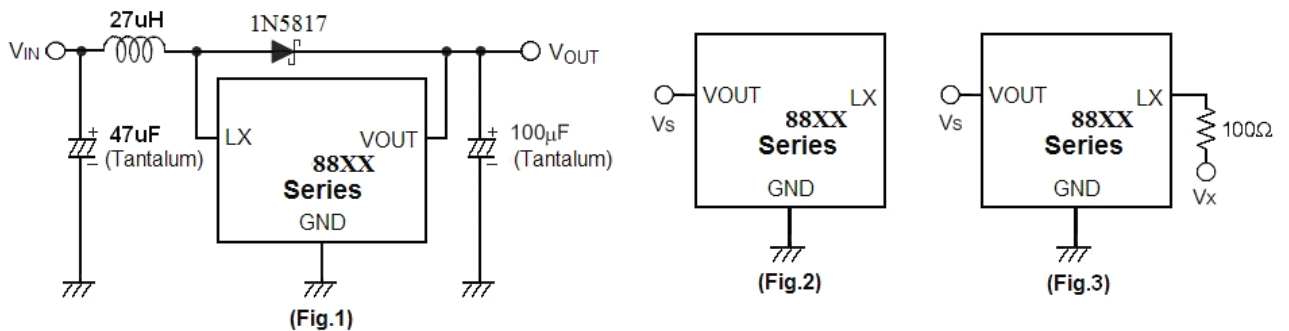 27uH
1N5817
VIN
VOUT
+
47uF
–
(Tantalum)
LX
VOUT
88XX
Series
GND
+
100μF
–
(Tantalum)
(Fig.1)
VS
VOUT
LX
88XX
Series
GND
(Fig.2)
VS
VOUT
LX
88XX
Series
GND
100Ω
VX
(Fig.3)